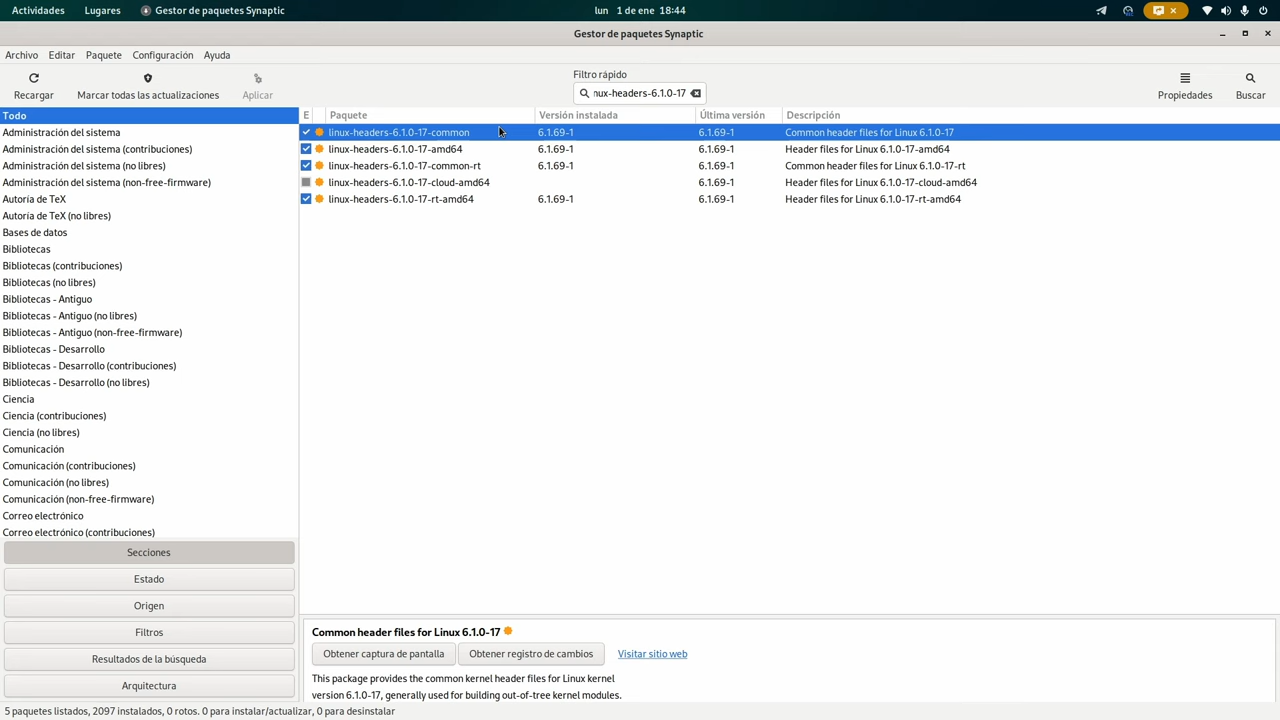 Actividades Lugares Gestor de paquetes Synaptic lun 1 de ene 18:44
Gestor de paquetes Synaptic
Archivo Editar Paquete Configuración Ayuda
Filtro rápido
nux-headers-6.1.0-17
Recargar Marcar todas las actualizaciones Aplicar Propiedades Buscar
Todo
Administración del sistema
Administración del sistema (contribuciones)
Administración del sistema (no libres)
Administración del sistema (non-free-firmware)
Autoría de TeX
Autoría de TeX (no libres)
Bases de datos
Bibliotecas
Bibliotecas (contribuciones)
Bibliotecas (no libres)
Bibliotecas - Antiguo
Bibliotecas - Antiguo (no libres)
Bibliotecas - Antiguo (non-free-firmware)
Bibliotecas - Desarrollo
Bibliotecas - Desarrollo (contribuciones)
Bibliotecas - Desarrollo (no libres)
Ciencia
Ciencia (contribuciones)
Ciencia (no libres)
Comunicación
Comunicación (contribuciones)
Comunicación (no libres)
Comunicación (non-free-firmware)
Correo electrónico
Correo electrónico (contribuciones)
Secciones
Estado
Origen
Filtros
Resultados de la búsqueda
Arquitectura
E Paquete Versión instalada Última versión Descripción
linux-headers-6.1.0-17-common 6.1.69-1 6.1.69-1 Common header files for Linux 6.1.0-17
linux-headers-6.1.0-17-amd64 6.1.69-1 6.1.69-1 Header files for Linux 6.1.0-17-amd64
linux-headers-6.1.0-17-common-rt 6.1.69-1 6.1.69-1 Common header files for Linux 6.1.0-17-rt
linux-headers-6.1.0-17-cloud-amd64 6.1.69-1 Header files for Linux 6.1.0-17-cloud-amd64
linux-headers-6.1.0-17-rt-amd64 6.1.69-1 6.1.69-1 Header files for Linux 6.1.0-17-rt-amd64
Common header files for Linux 6.1.0-17
Obtener captura de pantalla Obtener registro de cambios Visitar sitio web
This package provides the common kernel header files for Linux kernel
version 6.1.0-17, generally used for building out-of-tree kernel modules.
5 paquetes listados, 2097 instalados, 0 rotos. 0 para instalar/actualizar, 0 para desinstalar